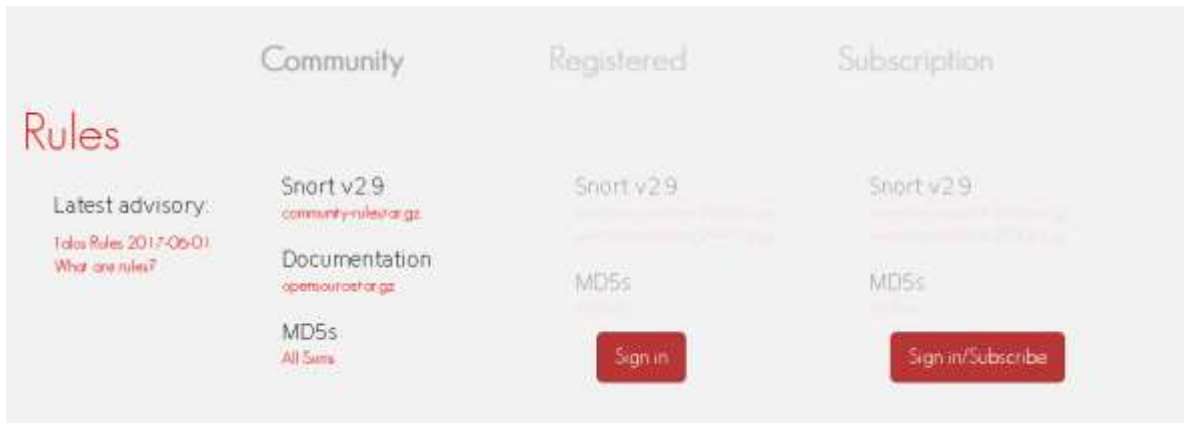 Community
Registered
Subscription
Rules
Latest advisory:
Talos Rules 2017-06-01
What are rules?
Snort v2.9
community-rules.tar.gz
Documentation
opensource.tar.gz
MD5s
All Sums
Snort v2.9
MD5s
Sign in
Snort v2.9
MD5s
Sign in/Subscribe